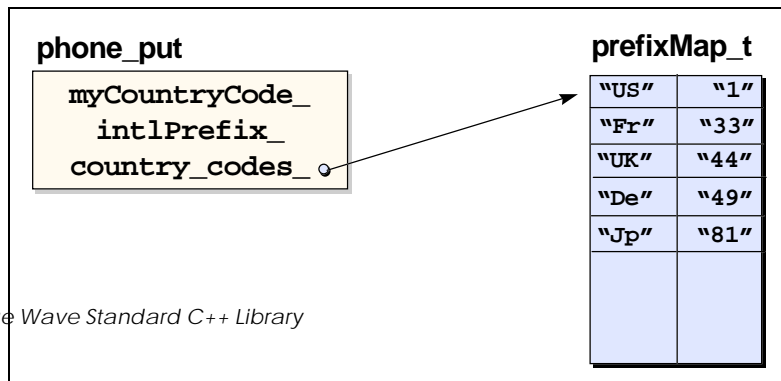 phone_put
myCountryCode_
intlPrefix_
country_codes_
prefixMap_t
“US” “1”
“Fr” “33”
“UK” “44”
“De” “49”
“Jp” “81”
Wave Standard C++ Library